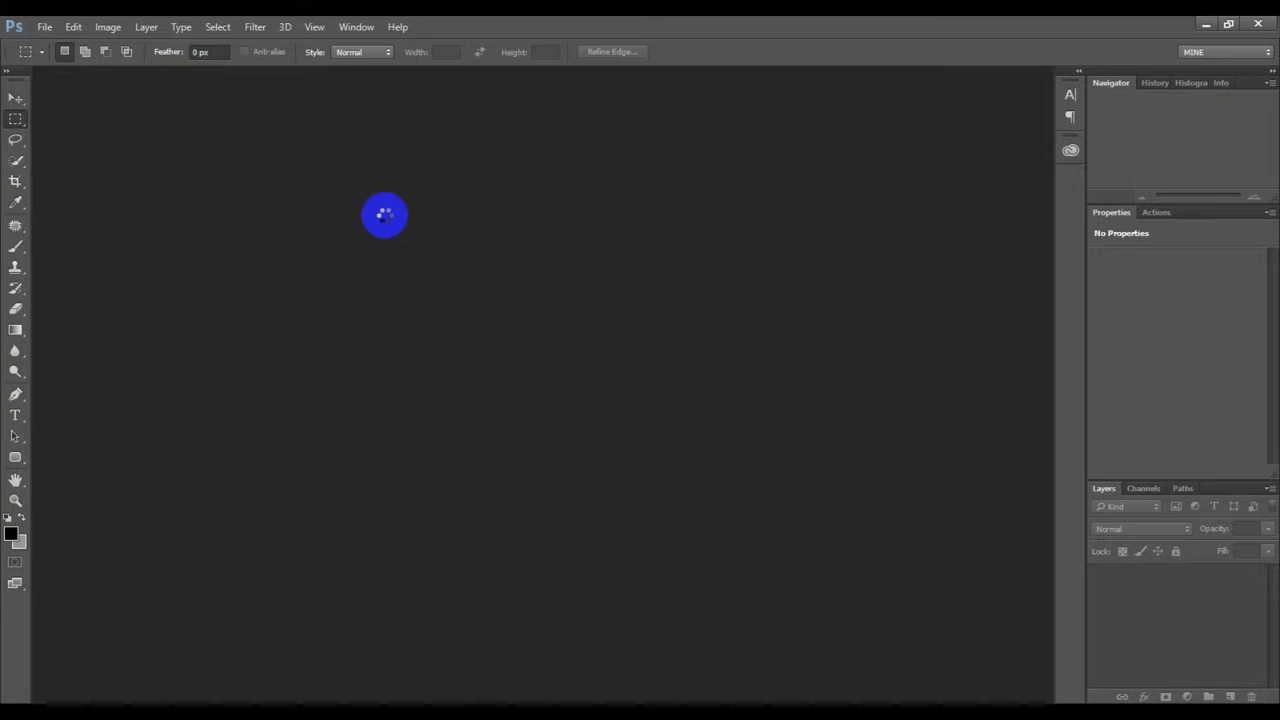 Ps File Edit Image Layer Type Select Filter 3D View Window Help
Feather: 0 px Anti-alias Style: Normal Width: Height: Refine Edge... MINE
A
Navigator History Histogra Info
Properties Actions
No Properties
Layers Channels Paths
Kind T
Normal Opacity:
Lock: Fill:
T
fx